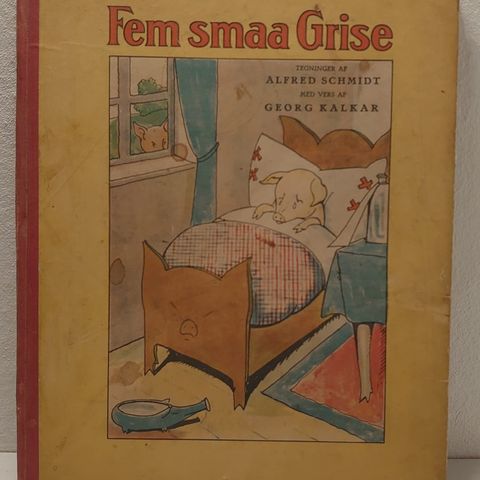 Fem smaa Grise
TEGNINGER AF
ALFRED SCHMIDT
MED VERS AF
GEORG KALKAR